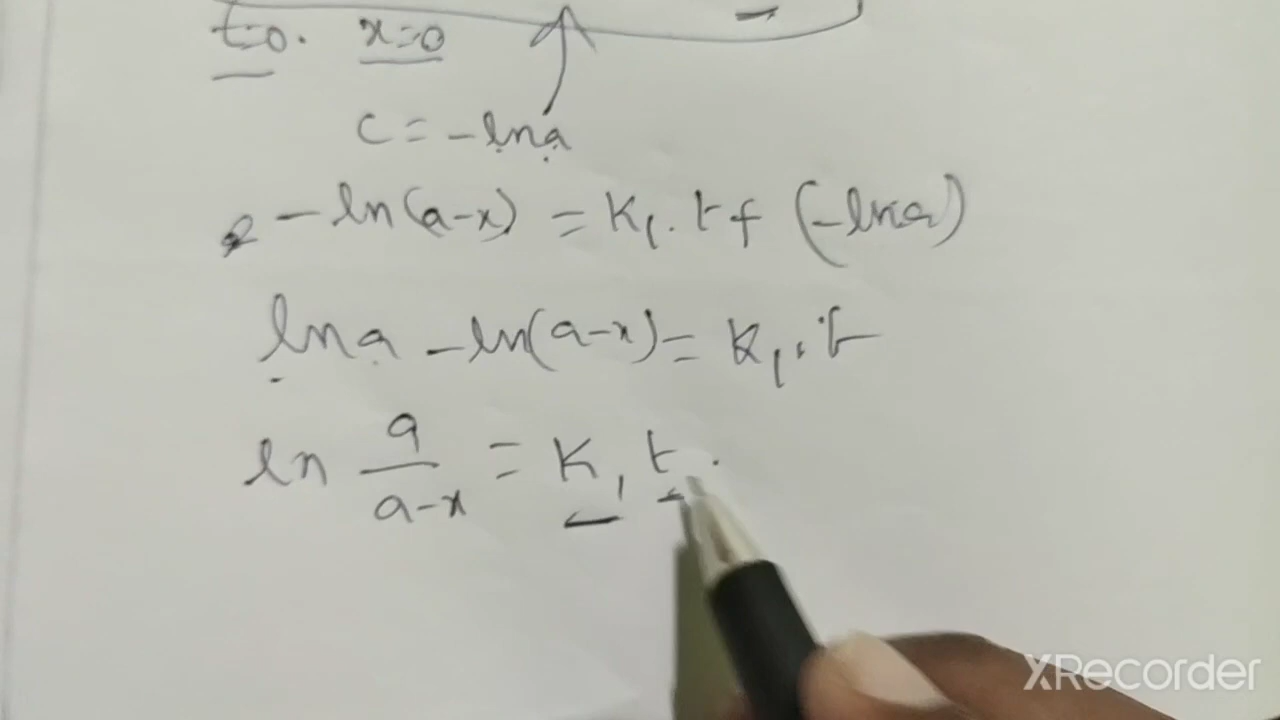 t=0. x=0
C = -ln a
- ln(a-x) = K₁. t + (-ln a)
ln a - ln(a-x) = K₁. t
ln a/(a-x) = K₁ t.
XRecorder